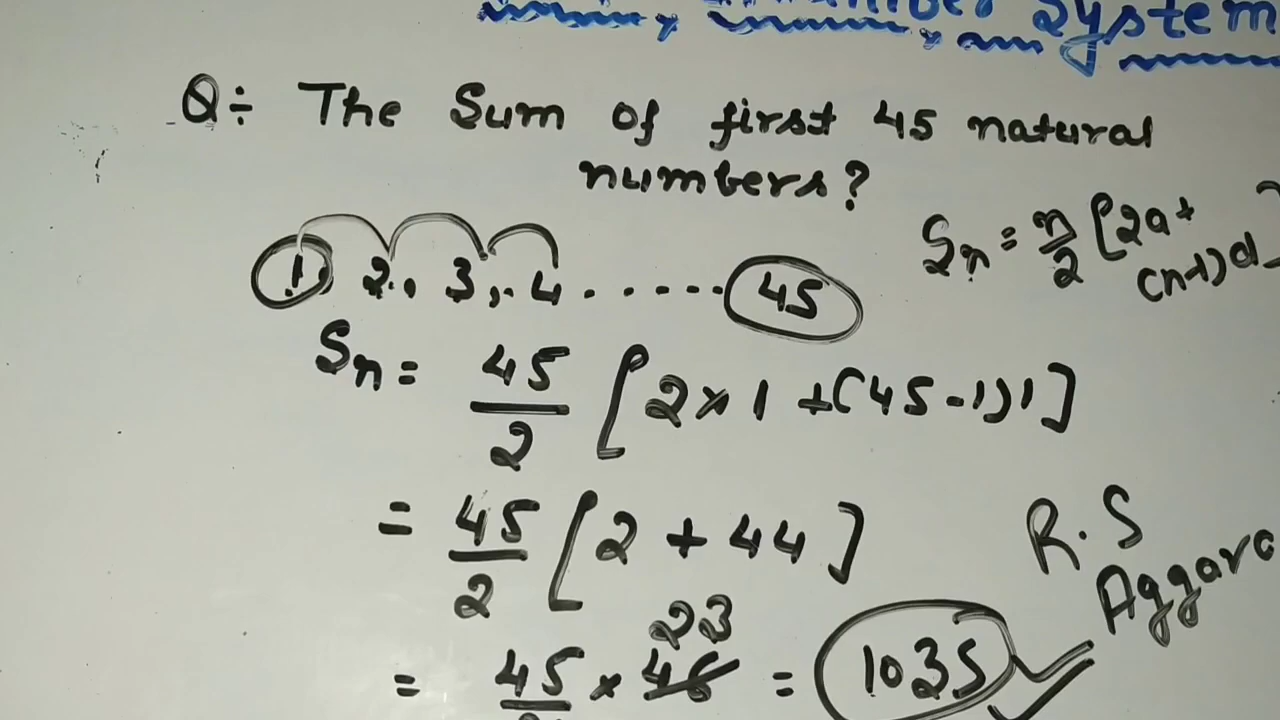 System
Q÷ The Sum of first 45 natural
numbers?
Sn = n/2 [2a+
(n-1)d]
1, 2, 3, 4 ...... 45
Sn = 45/2 [2×1 +(45-1)1]
= 45/2 [2 + 44]
23
= 45/2 × 46 = 1035
R.S